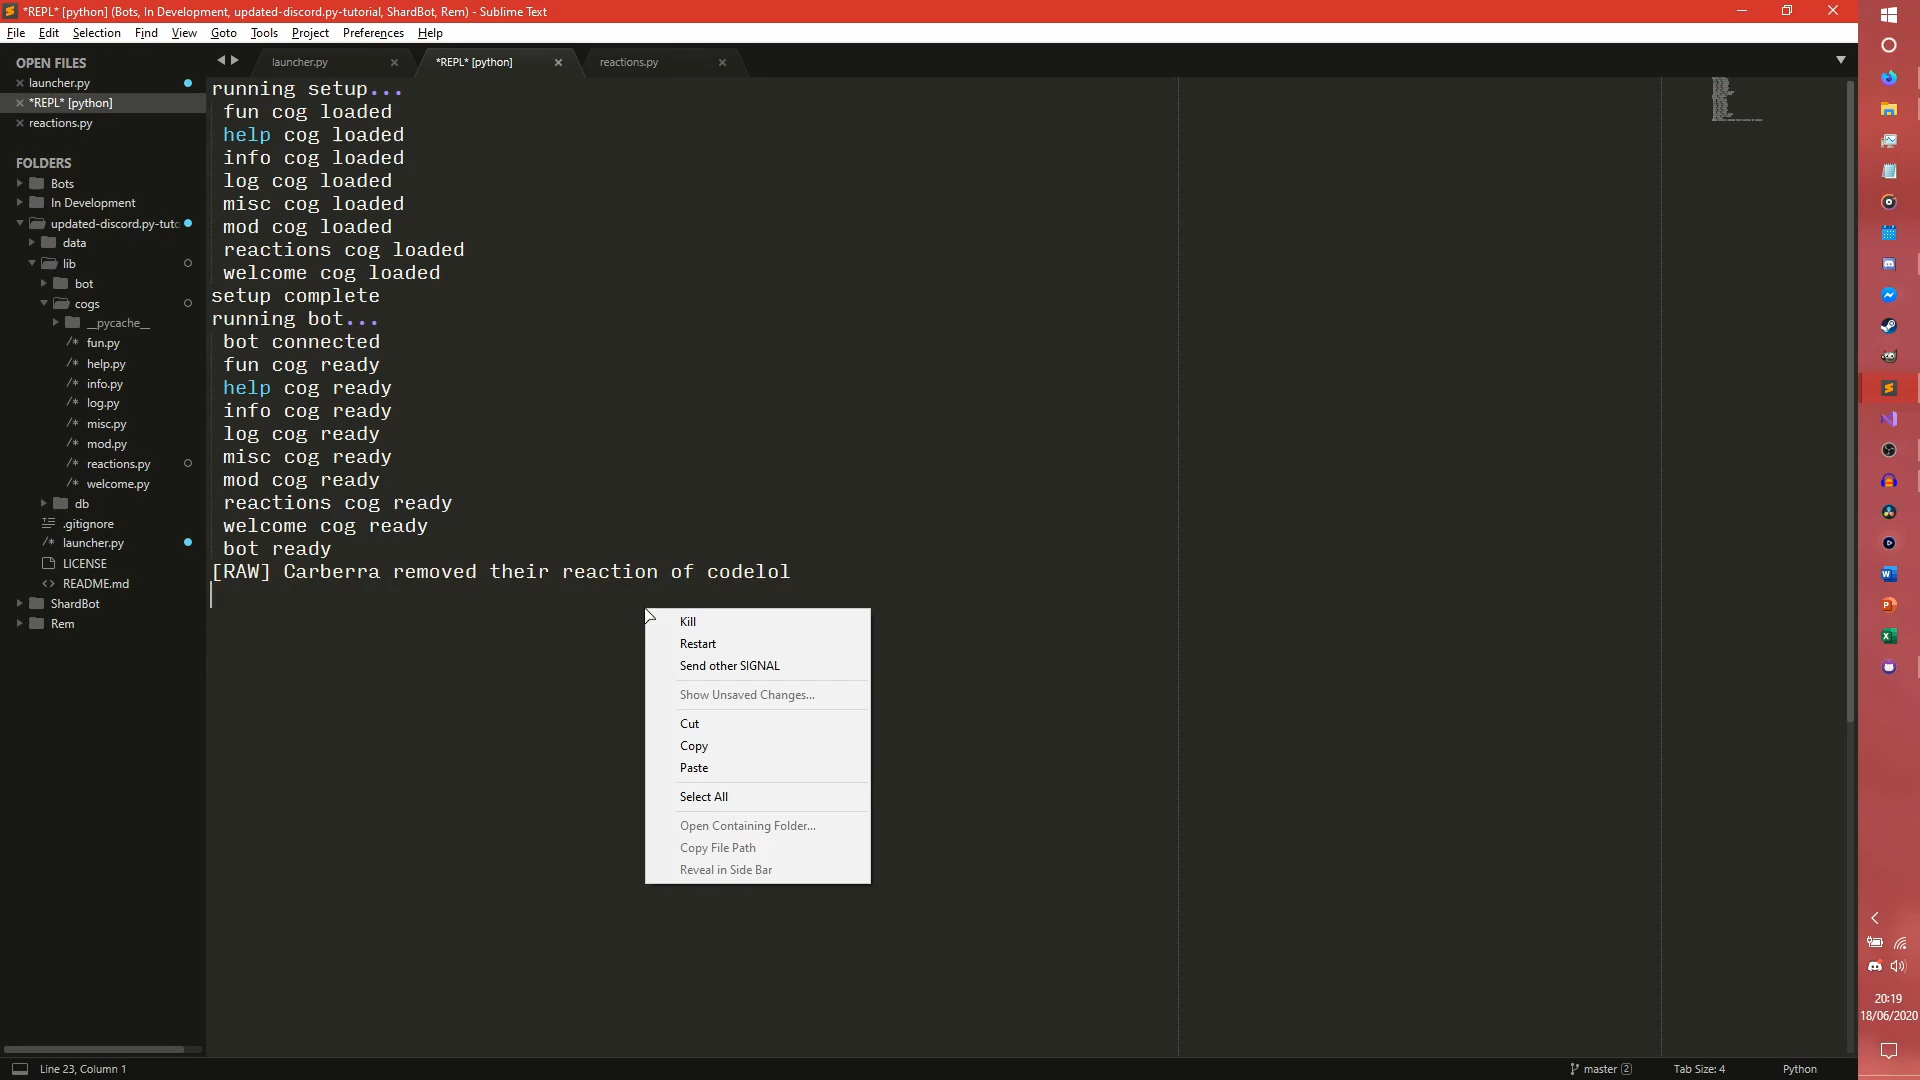 *REPL* [python] (Bots, In Development, updated-discord.py-tutorial, ShardBot, Rem) - Sublime Text
File Edit Selection Find View Goto Tools Project Preferences Help
OPEN FILES
launcher.py
*REPL* [python]
reactions.py
FOLDERS
Bots
In Development
updated-discord.py-tuto
data
lib
bot
cogs
__pycache__
/* fun.py
/* help.py
/* info.py
/* log.py
/* misc.py
/* mod.py
/* reactions.py
/* welcome.py
db
.gitignore
/* launcher.py
LICENSE
<> README.md
ShardBot
Rem
launcher.py
*REPL* [python]
reactions.py
running setup...
fun cog loaded
help cog loaded
info cog loaded
log cog loaded
misc cog loaded
mod cog loaded
reactions cog loaded
welcome cog loaded
setup complete
running bot...
bot connected
fun cog ready
help cog ready
info cog ready
log cog ready
misc cog ready
mod cog ready
reactions cog ready
welcome cog ready
bot ready
[RAW] Carberra removed their reaction of codelol
Kill
Restart
Send other SIGNAL
Show Unsaved Changes...
Cut
Copy
Paste
Select All
Open Containing Folder...
Copy File Path
Reveal in Side Bar
20:19
18/06/2020
Line 23, Column 1
master 2
Tab Size: 4
Python